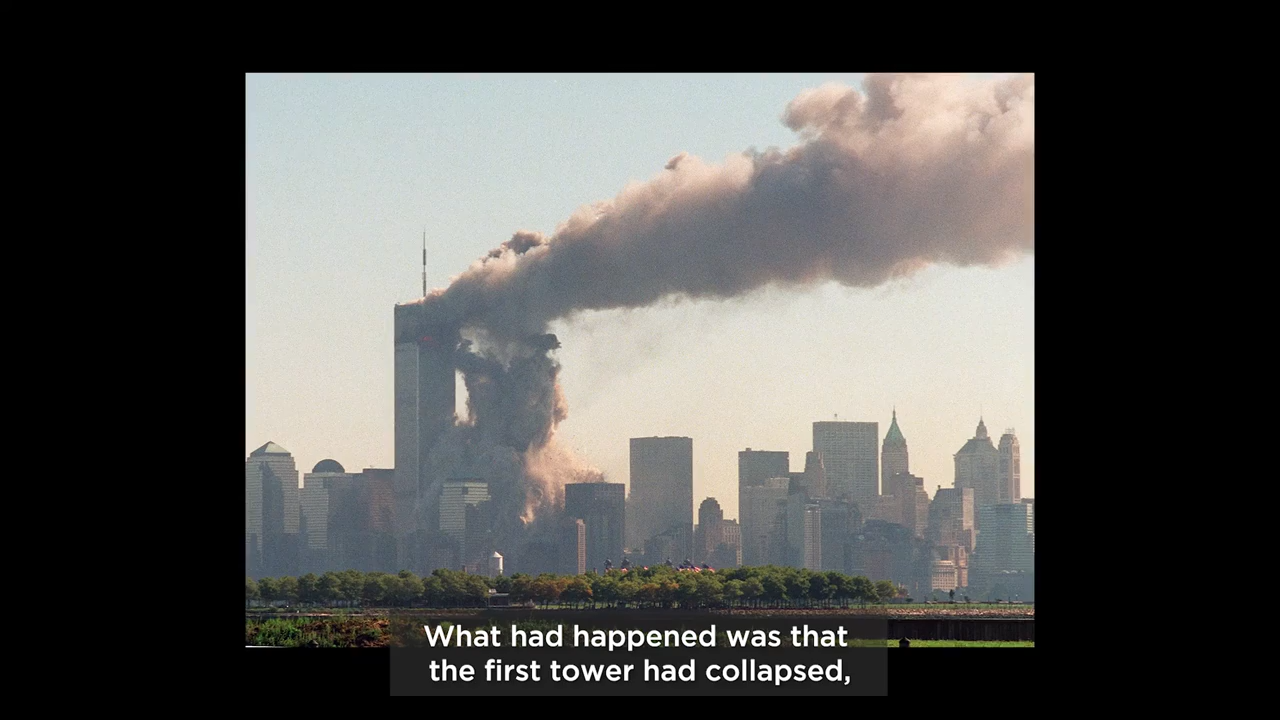 What had happened was that
the first tower had collapsed,